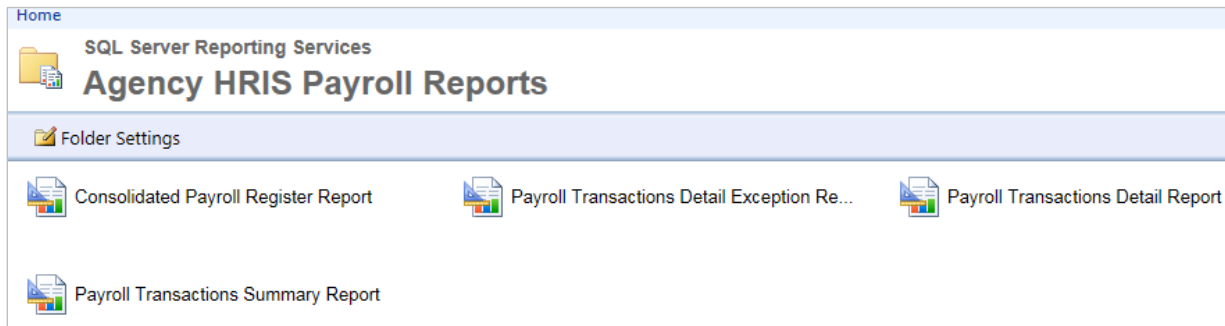 Home
SQL Server Reporting Services
Agency HRIS Payroll Reports
Folder Settings
Consolidated Payroll Register Report
Payroll Transactions Detail Exception Re...
Payroll Transactions Detail Report
Payroll Transactions Summary Report